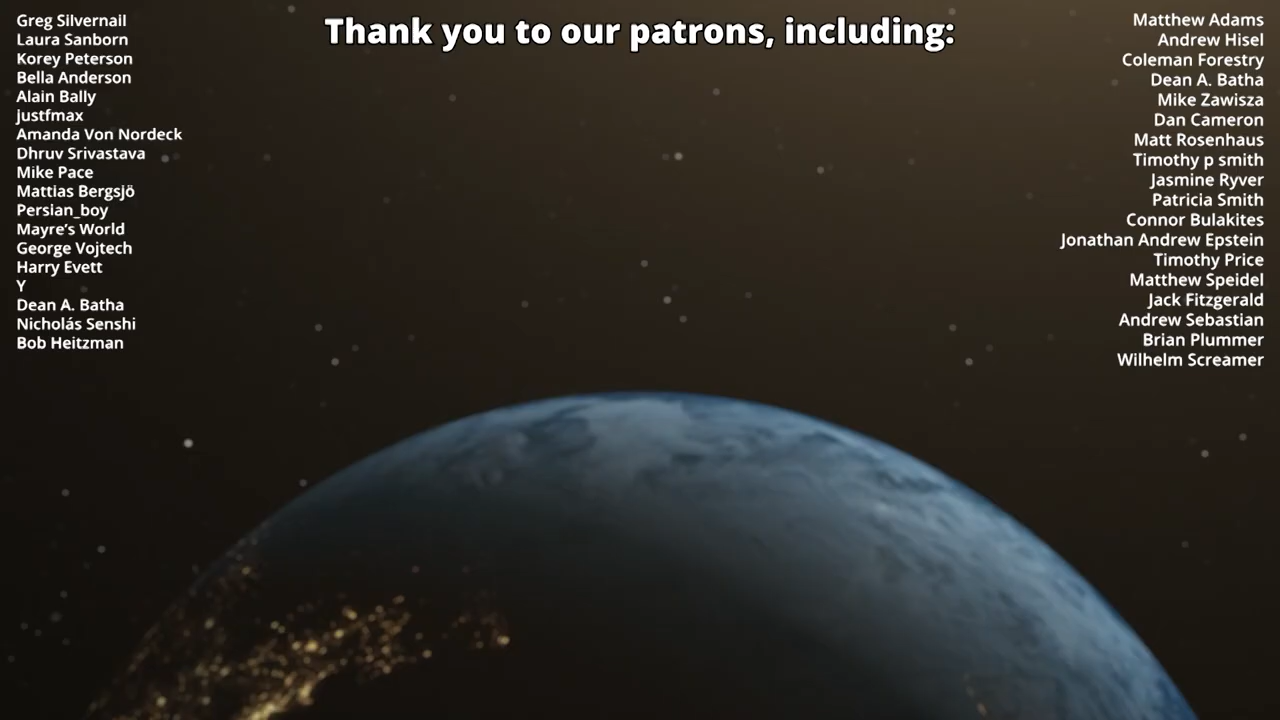 Thank you to our patrons, including:
Greg Silvernail
Laura Sanborn
Korey Peterson
Bella Anderson
Alain Bally
justfmax
Amanda Von Nordeck
Dhruv Srivastava
Mike Pace
Mattias Bergsjö
Persian_boy
Mayre’s World
George Vojtech
Harry Evett
Y
Dean A. Batha
Nicholás Senshi
Bob Heitzman
Matthew Adams
Andrew Hisel
Coleman Forestry
Dean A. Batha
Mike Zawisza
Dan Cameron
Matt Rosenhaus
Timothy p smith
Jasmine Ryver
Patricia Smith
Connor Bulakites
Jonathan Andrew Epstein
Timothy Price
Matthew Speidel
Jack Fitzgerald
Andrew Sebastian
Brian Plummer
Wilhelm Screamer